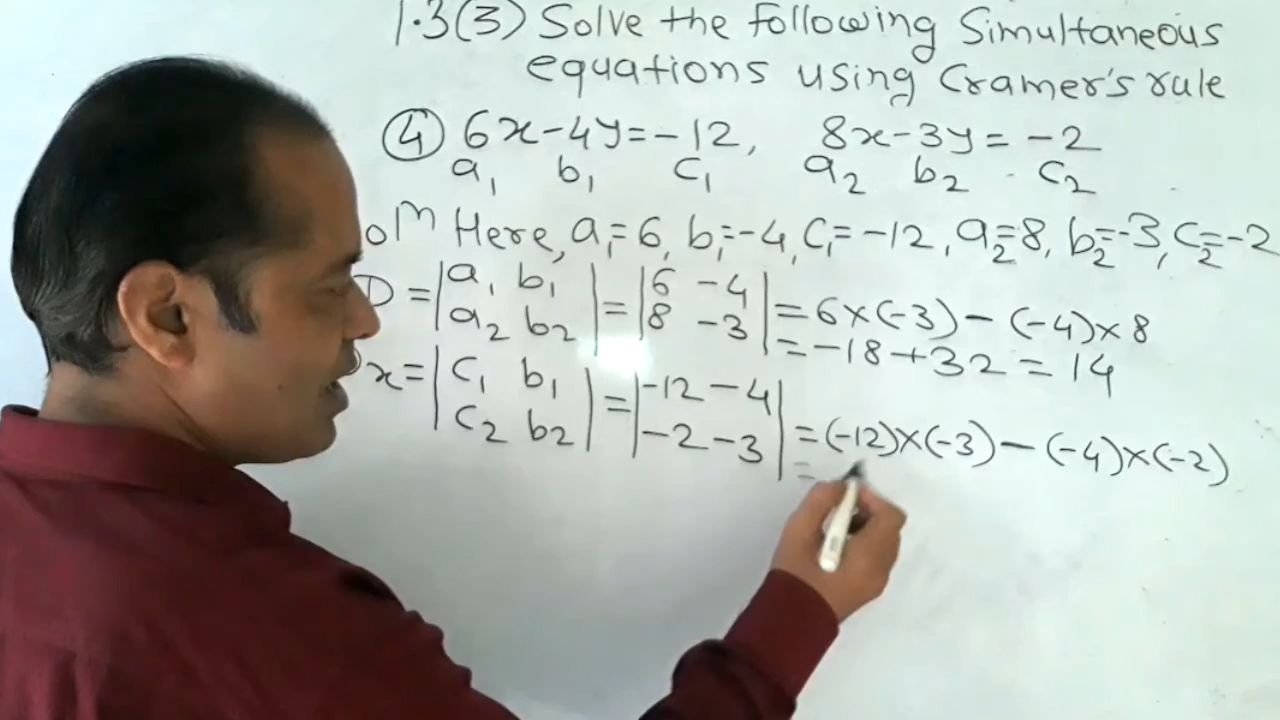 1.3(3) Solve the following Simultaneous
equations using Cramer's rule
④ 6x-4y=-12, 8x-3y=-2
a₁ b₁ c₁ a₂ b₂ c₂
Here, a₁=6, b₁=-4, c₁=-12, a₂=8, b₂=-3, c₂=-2
D = |a₁ b₁| = |6 -4| = 6×(-3) - (-4)×8
|a₂ b₂| |8 -3| = -18+32 = 14
x = |c₁ b₁| = |-12 -4| = (-12)×(-3) - (-4)×(-2)
|c₂ b₂| |-2 -3| =